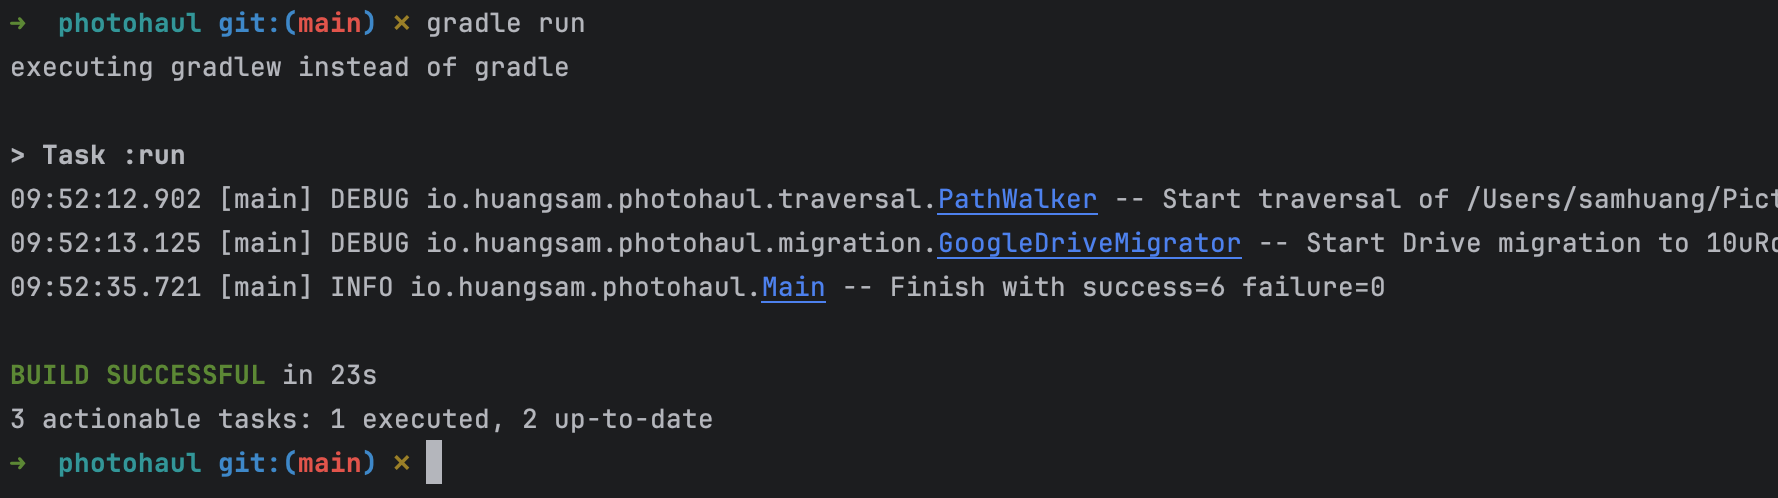 ➜  photohaul git:(main) ✗ gradle run
executing gradlew instead of gradle
> Task :run
09:52:12.902 [main] DEBUG io.huangsam.photohaul.traversal.PathWalker -- Start traversal of /Users/samhuang/Pict
09:52:13.125 [main] DEBUG io.huangsam.photohaul.migration.GoogleDriveMigrator -- Start Drive migration to 10uRo
09:52:35.721 [main] INFO io.huangsam.photohaul.Main -- Finish with success=6 failure=0
BUILD SUCCESSFUL in 23s
3 actionable tasks: 1 executed, 2 up-to-date
➜  photohaul git:(main) ✗